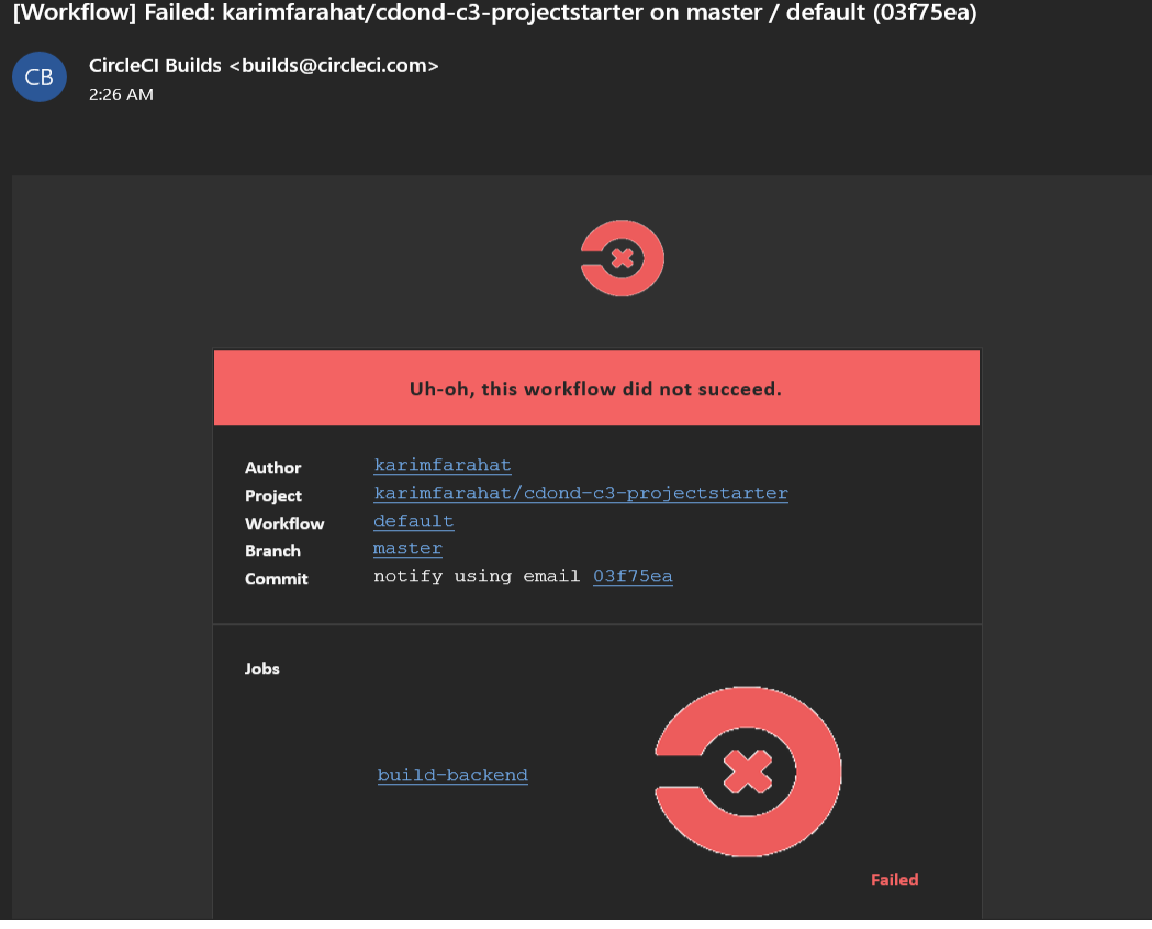 [Workflow] Failed: karimfarahat/cdond-c3-projectstarter on master / default (03f75ea)
CB
CircleCI Builds <builds@circleci.com>
2:26 AM
Uh-oh, this workflow did not succeed.
Author karimfarahat
Project karimfarahat/cdond-c3-projectstarter
Workflow default
Branch master
Commit notify using email 03f75ea
Jobs
build-backend
Failed